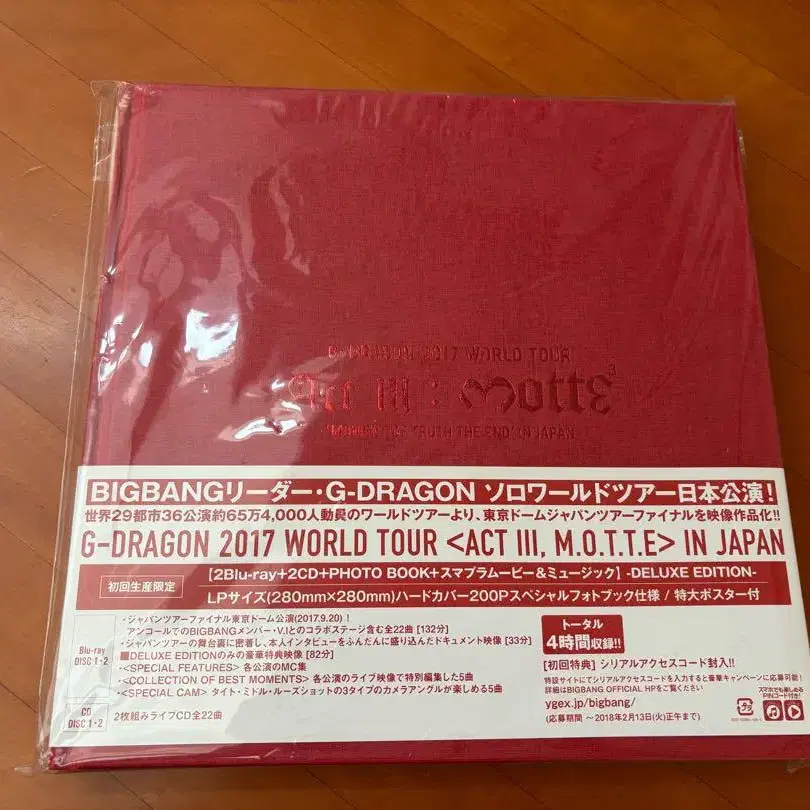 G-DRAGON 2017 WORLD TOUR
Act III : Motte
THE END' IN JAPAN
BIGBANGリーダー・G-DRAGON ソロワールドツアー日本公演！
世界29都市36公演約65万4,000人動員のワールドツアーより、東京ドームジャパンツアーファイナルを映像作品化!!
G-DRAGON 2017 WORLD TOUR <ACT III, M.O.T.T.E> IN JAPAN
初回生産限定
【2Blu-ray+2CD+PHOTO BOOK+スマプラムービー&ミュージック】-DELUXE EDITION-
LPサイズ(280mm×280mm)ハードカバー200Pスペシャルフォトブック仕様 / 特大ポスター付
Blu-ray
DISC 1・2
・ジャパンツアーファイナル東京ドーム公演(2017.9.20)！
アンコールでのBIGBANGメンバー・V.Iとのコラボステージ含む全22曲 [132分]
・ジャパンツアーの舞台裏に密着し、本人インタビューをふんだんに盛り込んだドキュメント映像 [33分]
■DELUXE EDITIONのみの豪華特典映像 [82分]
・<SPECIAL FEATURES> 各公演のMC集
・<COLLECTION OF BEST MOMENTS> 各公演のライブ映像で特別編集した5曲
・<SPECIAL CAM> タイト・ミドル・ルーズショットの3タイプのカメラアングルが楽しめる5曲
CD
DISC 1・2
2枚組みライブCD全22曲
トータル
4時間収録!!
[初回特典] シリアルアクセスコード封入!!
特設サイトにてシリアルアクセスコードを入力すると豪華キャンペーンに応募可能！
詳細はBIGBANG OFFICIAL HPをご覧ください
ygex.jp/bigbang/
(応募期間 〜2018年2月13日(火)正午まで)
スマホでも楽しめる
PINコード付き！